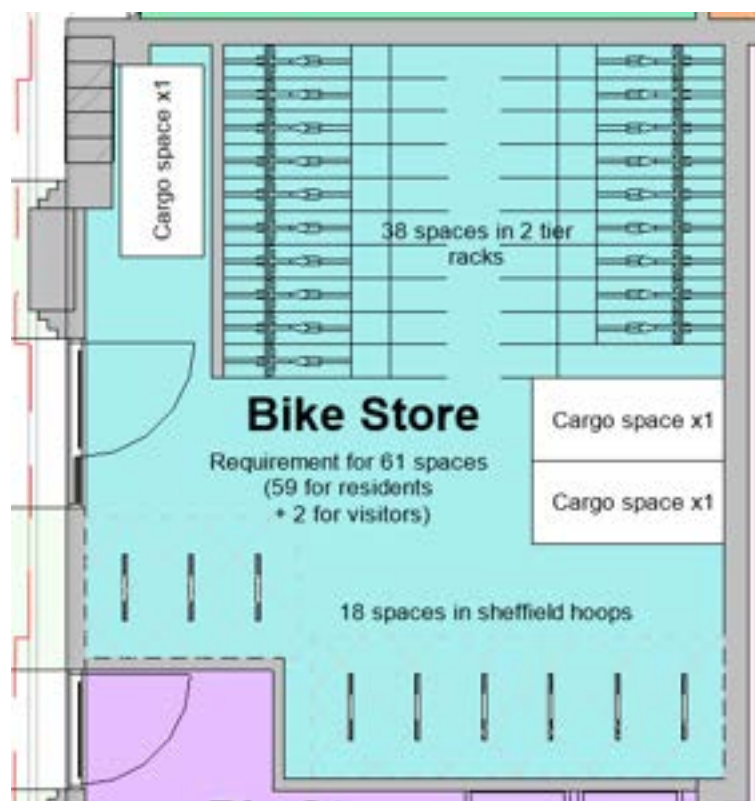 Cargo space x1
38 spaces in 2 tier
racks
Bike Store
Requirement for 61 spaces
(59 for residents
+ 2 for visitors)
Cargo space x1
Cargo space x1
18 spaces in sheffield hoops